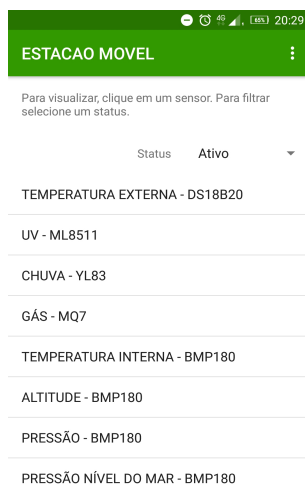 4G 85% 20:29
ESTACAO MOVEL
Para visualizar, clique em um sensor. Para filtrar
selecione um status.
Status Ativo
TEMPERATURA EXTERNA - DS18B20
UV - ML8511
CHUVA - YL83
GÁS - MQ7
TEMPERATURA INTERNA - BMP180
ALTITUDE - BMP180
PRESSÃO - BMP180
PRESSÃO NÍVEL DO MAR - BMP180